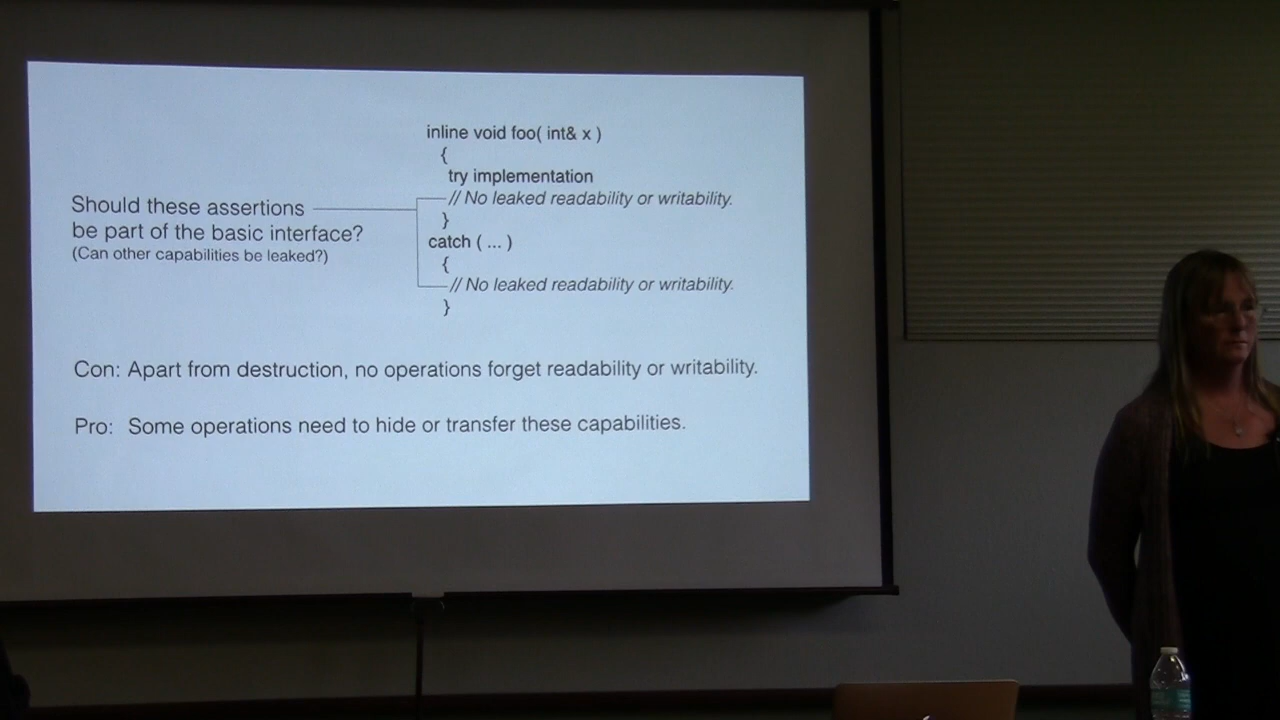 inline void foo( int& x )
{
try implementation
// No leaked readability or writability.
}
catch ( ... )
{
// No leaked readability or writability.
}
Should these assertions
be part of the basic interface?
(Can other capabilities be leaked?)
Con: Apart from destruction, no operations forget readability or writability.
Pro: Some operations need to hide or transfer these capabilities.